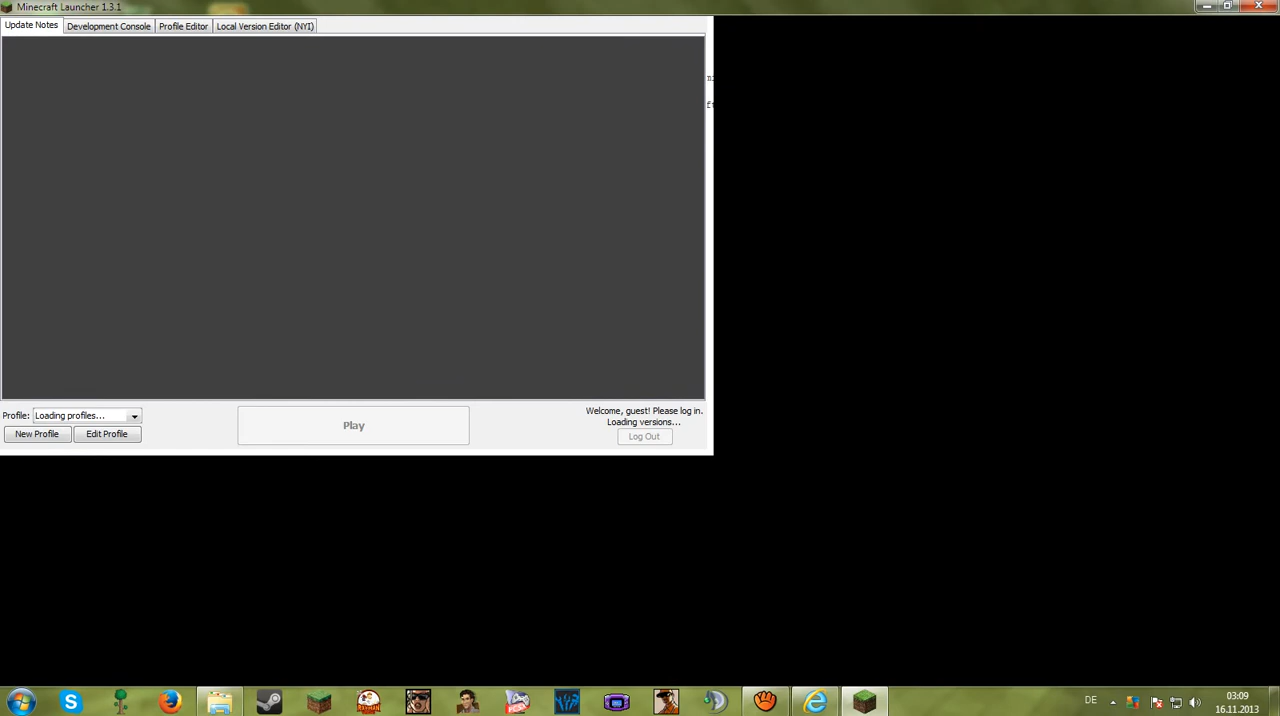 Minecraft Launcher 1.3.1
Update Notes Development Console Profile Editor Local Version Editor (NYI)
Profile: Loading profiles...
New Profile Edit Profile
Play
Welcome, guest! Please log in.
Loading versions...
Log Out
DE
03:09
16.11.2013